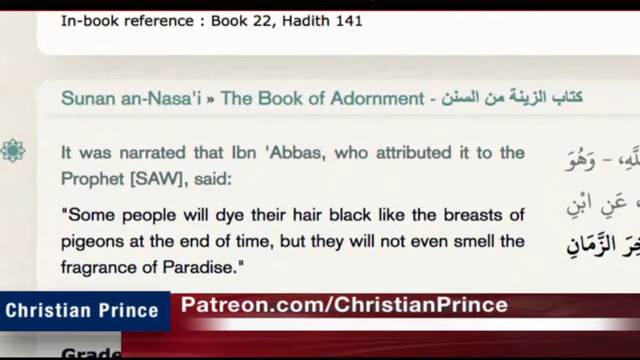 In-book reference : Book 22, Hadith 141
Sunan an-Nasa'i » The Book of Adornment - كتاب الزينة من السنن
It was narrated that Ibn 'Abbas, who attributed it to the
Prophet [SAW], said:
"Some people will dye their hair black like the breasts of
pigeons at the end of time, but they will not even smell the
fragrance of Paradise."
- وَهُوَ
عَنِ ابْنِ
الزَّمَانِ
Christian Prince
Patreon.com/ChristianPrince
Grade